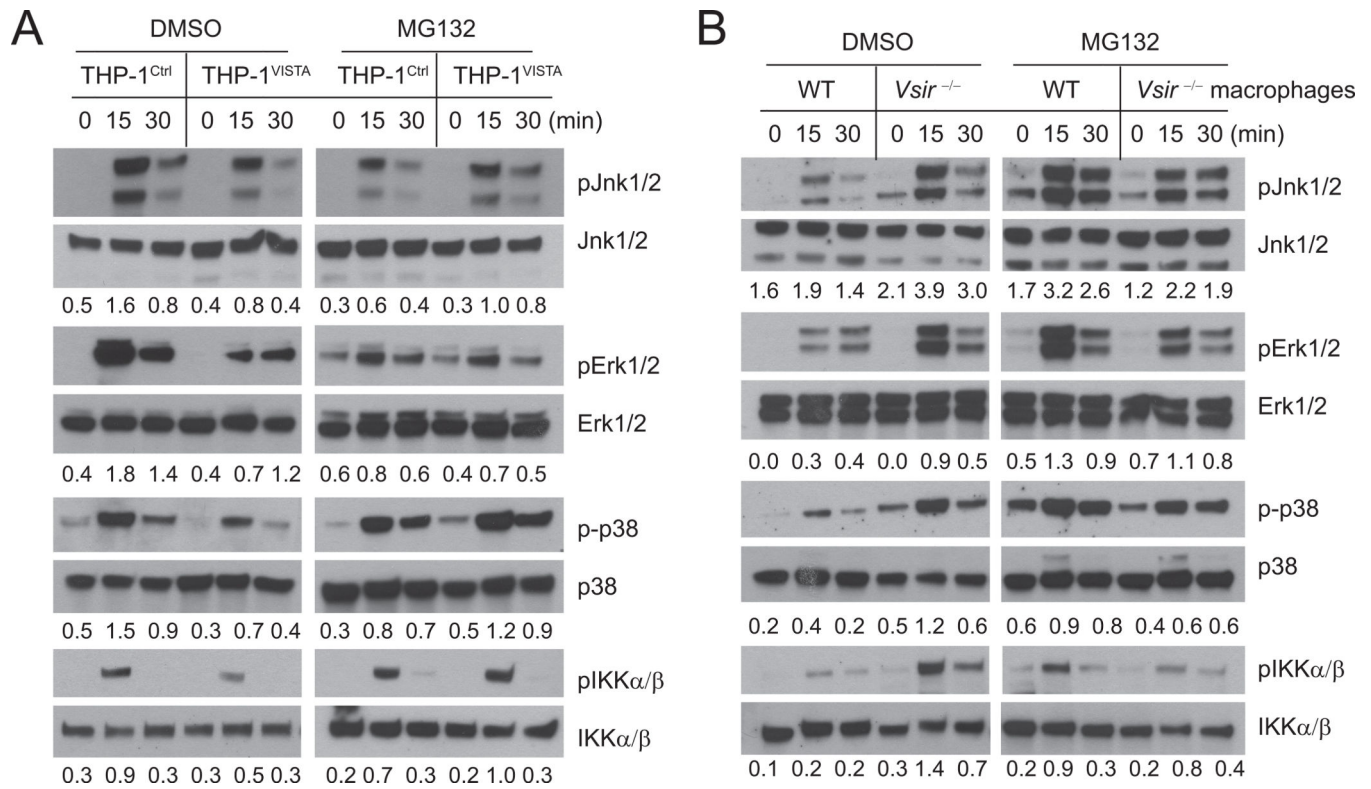 A
DMSO MG132
THP-1Ctrl THP-1VISTA THP-1Ctrl THP-1VISTA
0 15 30 0 15 30 0 15 30 0 15 30 (min)
pJnk1/2
Jnk1/2
0.5 1.6 0.8 0.4 0.8 0.4 0.3 0.6 0.4 0.3 1.0 0.8
pErk1/2
Erk1/2
0.4 1.8 1.4 0.4 0.7 1.2 0.6 0.8 0.6 0.4 0.7 0.5
p-p38
p38
0.5 1.5 0.9 0.3 0.7 0.4 0.3 0.8 0.7 0.5 1.2 0.9
pIKKα/β
IKKα/β
0.3 0.9 0.3 0.3 0.5 0.3 0.2 0.7 0.3 0.2 1.0 0.3
B
DMSO MG132
WT Vsir −/− WT Vsir −/− macrophages
0 15 30 0 15 30 0 15 30 0 15 30 (min)
pJnk1/2
Jnk1/2
1.6 1.9 1.4 2.1 3.9 3.0 1.7 3.2 2.6 1.2 2.2 1.9
pErk1/2
Erk1/2
0.0 0.3 0.4 0.0 0.9 0.5 0.5 1.3 0.9 0.7 1.1 0.8
p-p38
p38
0.2 0.4 0.2 0.5 1.2 0.6 0.6 0.9 0.8 0.4 0.6 0.6
pIKKα/β
IKKα/β
0.1 0.2 0.2 0.3 1.4 0.7 0.2 0.9 0.3 0.2 0.8 0.4